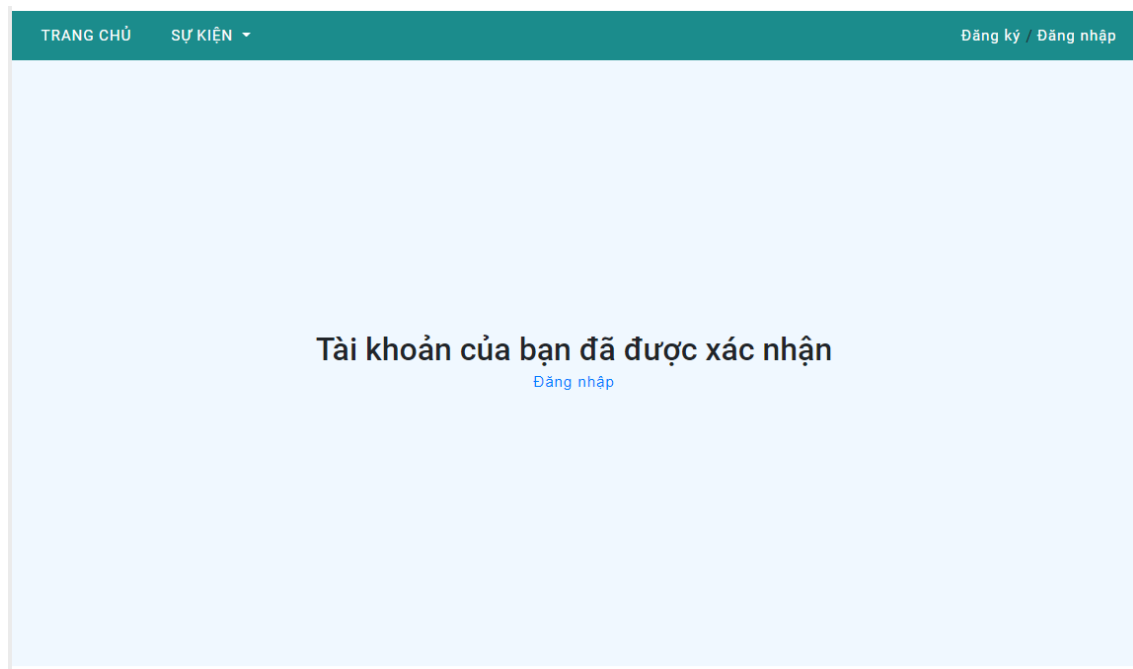 TRANG CHỦ SỰ KIỆN Đăng ký / Đăng nhập
Tài khoản của bạn đã được xác nhận
Đăng nhập